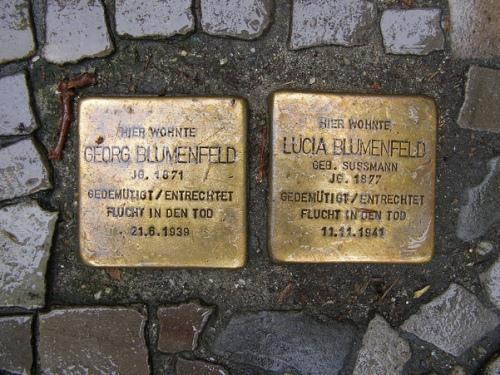 HIER WOHNTE
GEORG BLUMENFELD
JG. 1871
GEDEMÜTIGT/ENTRECHTET
FLUCHT IN DEN TOD
21.6.1939
HIER WOHNTE
LUCIA BLUMENFELD
GEB. SUSSMANN
JG. 1877
GEDEMÜTIGT/ENTRECHTET
FLUCHT IN DEN TOD
11.11.1941